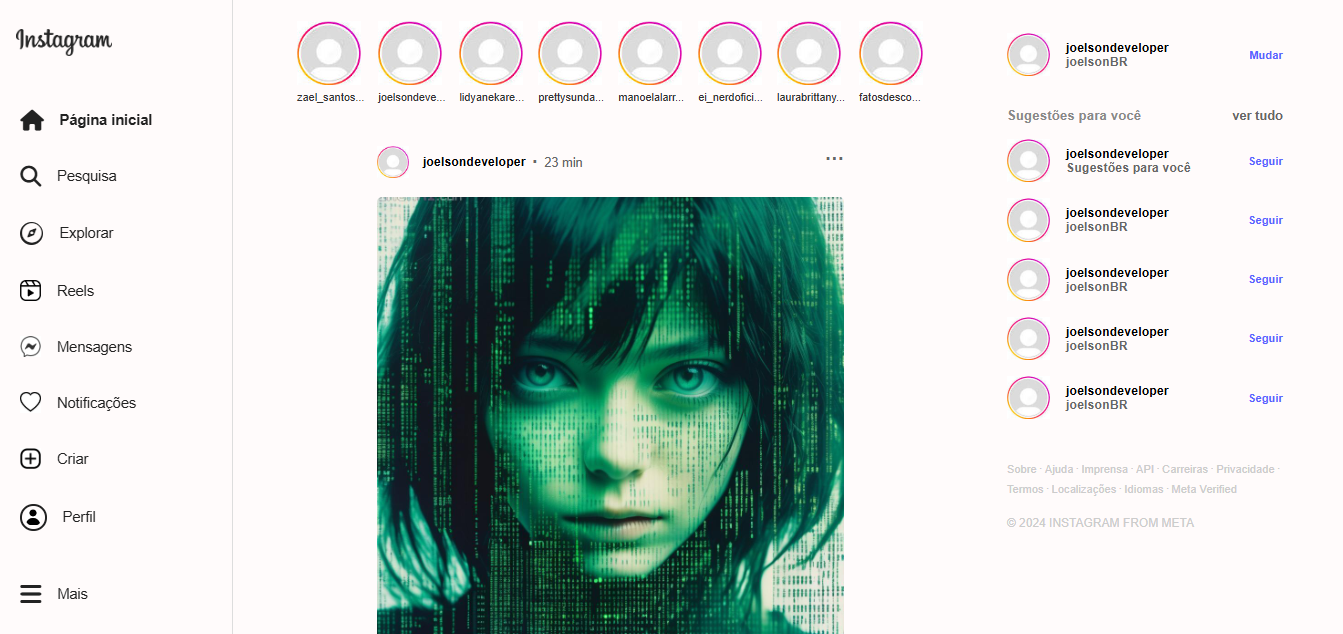 Instagram
Página inicial
Pesquisa
Explorar
Reels
Mensagens
Notificações
Criar
Perfil
Mais
zael_santos... joelsondeve... lidyanekare... prettysunda... manoelalarr... ei_nerdofici... laurabrittany... fatosdesco...
joelsondeveloper • 23 min ...
joelsondeveloper
joelsonBR
Mudar
Sugestões para você ver tudo
joelsondeveloper
Sugestões para você
Seguir
joelsondeveloper
joelsonBR
Seguir
joelsondeveloper
joelsonBR
Seguir
joelsondeveloper
joelsonBR
Seguir
joelsondeveloper
joelsonBR
Seguir
Sobre · Ajuda · Imprensa · API · Carreiras · Privacidade ·
Termos · Localizações · Idiomas · Meta Verified
© 2024 INSTAGRAM FROM META